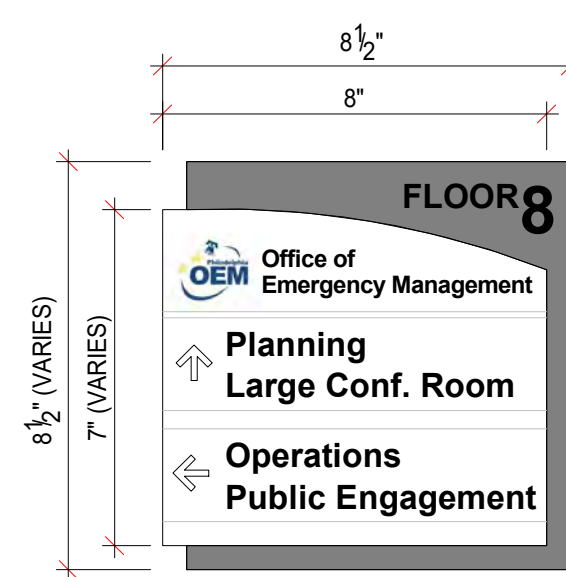 8½"
8"
FLOOR 8
Philadelphia
OEM
Office of
Emergency Management
Planning
Large Conf. Room
Operations
Public Engagement
8½" (VARIES)
7" (VARIES)